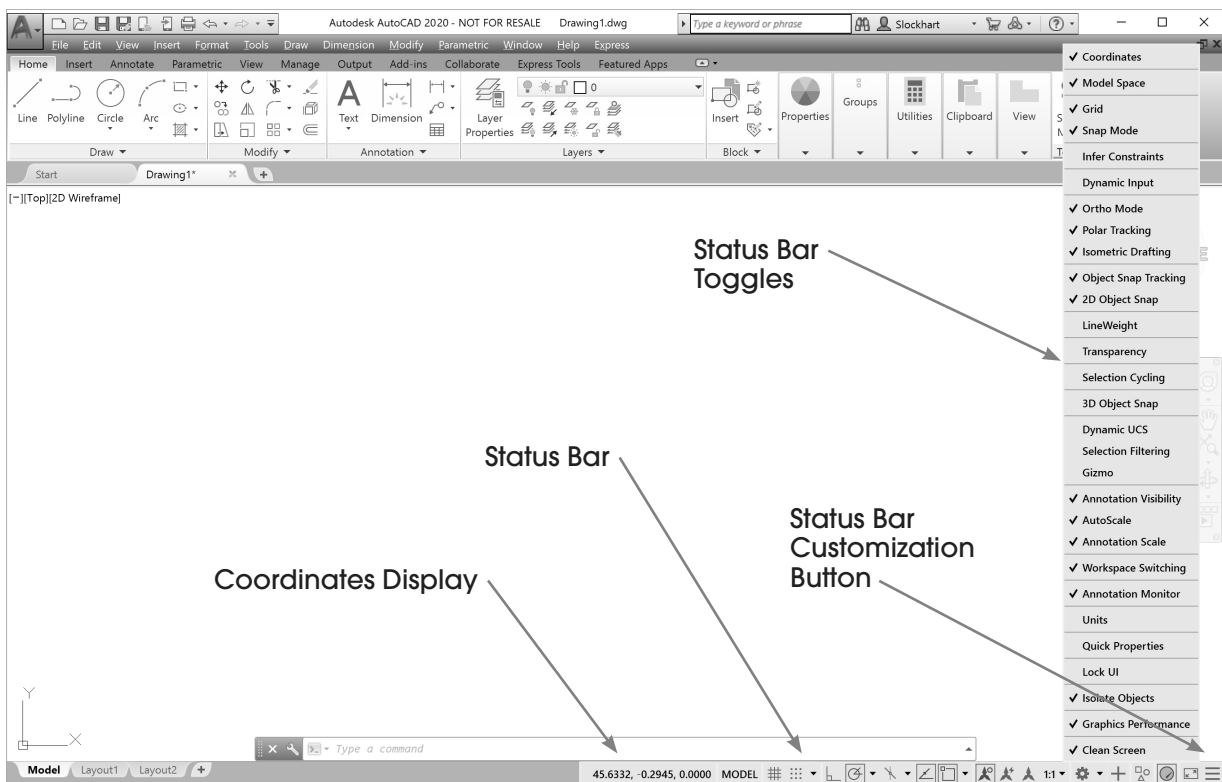 Autodesk AutoCAD 2020 - NOT FOR RESALE Drawing1.dwg
Type a keyword or phrase
Slockhart
File Edit View Insert Format Tools Draw Dimension Modify Parametric Window Help Express
Home Insert Annotate Parametric View Manage Output Add-ins Collaborate Express Tools Featured Apps
Line Polyline Circle Arc
Text Dimension
Layer Properties
0
Insert
Properties
Groups
Utilities
Clipboard
View
Draw Modify Annotation Layers Block
Start Drawing1*
[−][Top][2D Wireframe]
Coordinates
Model Space
Grid
Snap Mode
Infer Constraints
Dynamic Input
Ortho Mode
Polar Tracking
Isometric Drafting
Object Snap Tracking
2D Object Snap
LineWeight
Transparency
Selection Cycling
3D Object Snap
Dynamic UCS
Selection Filtering
Gizmo
Annotation Visibility
AutoScale
Annotation Scale
Workspace Switching
Annotation Monitor
Units
Quick Properties
Lock UI
Isolate Objects
Graphics Performance
Clean Screen
Status Bar
Toggles
Status Bar
Status Bar
Customization
Button
Coordinates Display
Y
X
Type a command
Model Layout1 Layout2 +
45.6332, -0.2945, 0.0000 MODEL 1:1